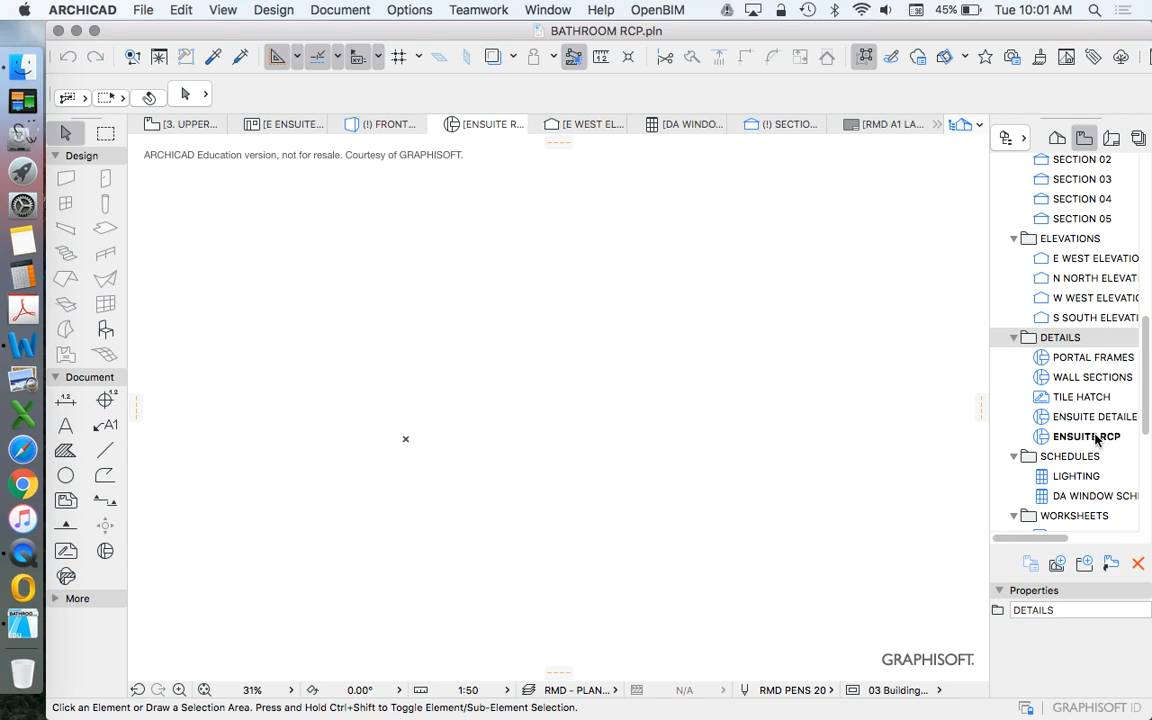 ARCHICAD File Edit View Design Document Options Teamwork Window Help OpenBIM 45% Tue 10:01 AM
BATHROOM RCP.pln
[3. UPPER... [E ENSUITE... (!) FRONT... [ENSUITE R... [E WEST EL... [DA WINDO... (!) SECTIO... [RMD A1 LA...
ARCHICAD Education version, not for resale. Courtesy of GRAPHISOFT.
Design
Document
More
SECTION 02
SECTION 03
SECTION 04
SECTION 05
ELEVATIONS
E WEST ELEVATIO
N NORTH ELEVAT
W WEST ELEVATIO
S SOUTH ELEVATI
DETAILS
PORTAL FRAMES
WALL SECTIONS
TILE HATCH
ENSUITE DETAILE
ENSUITE RCP
SCHEDULES
LIGHTING
DA WINDOW SCH
WORKSHEETS
Properties
DETAILS
GRAPHISOFT.
31% 0.00° 1:50 RMD - PLAN... N/A RMD PENS 20 03 Building...
Click an Element or Draw a Selection Area. Press and Hold Ctrl+Shift to Toggle Element/Sub-Element Selection.
GRAPHISOFT ID